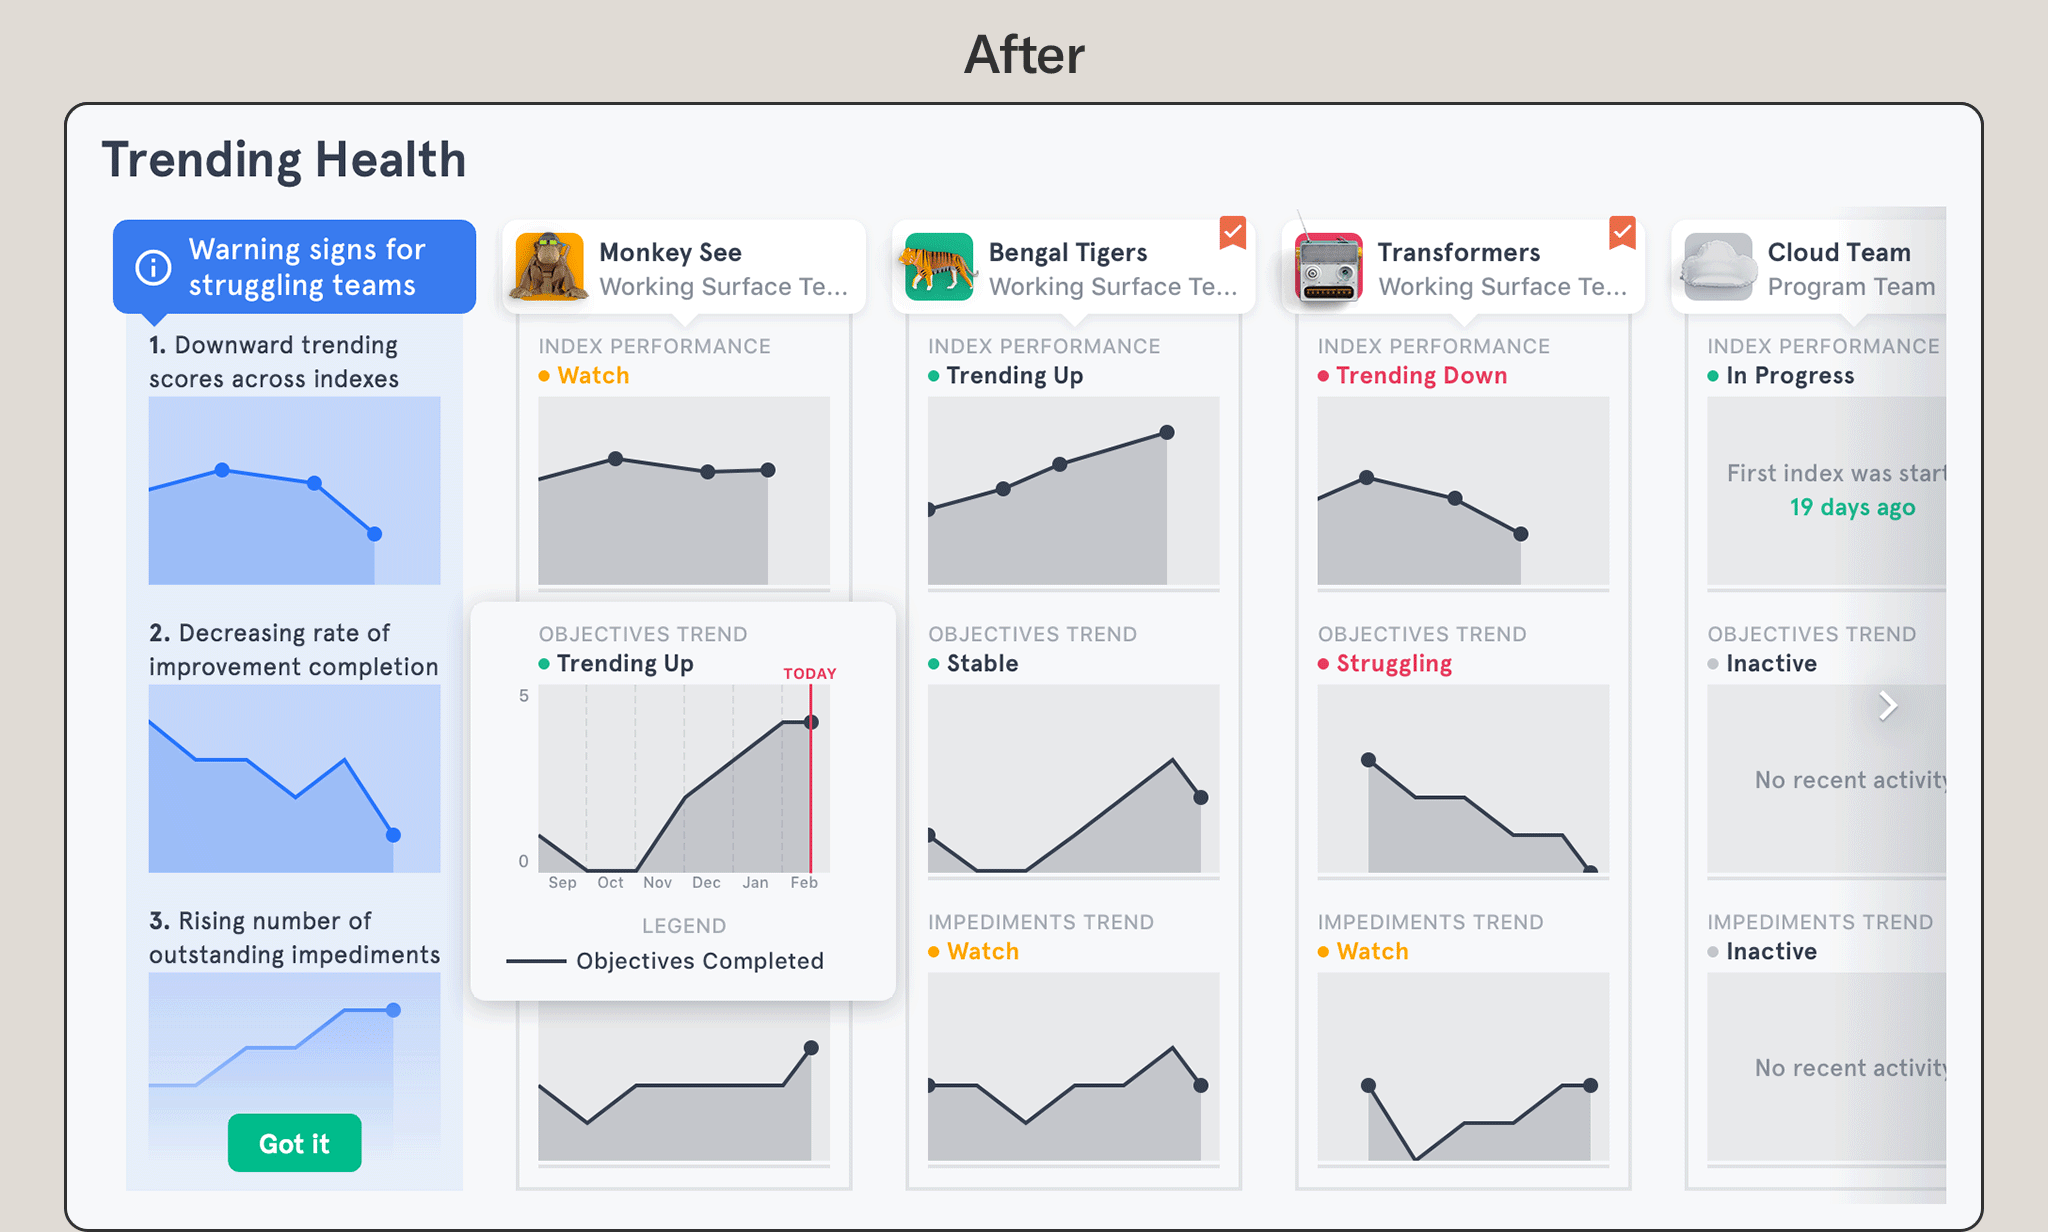 After
Trending Health
Warning signs for
struggling teams
1. Downward trending
scores across indexes
2. Decreasing rate of
improvement completion
3. Rising number of
outstanding impediments
Got it
Monkey See
Working Surface Te...
INDEX PERFORMANCE
Watch
OBJECTIVES TREND
Trending Up
TODAY
5
0
Sep Oct Nov Dec Jan Feb
LEGEND
Objectives Completed
Bengal Tigers
Working Surface Te...
INDEX PERFORMANCE
Trending Up
OBJECTIVES TREND
Stable
IMPEDIMENTS TREND
Watch
Transformers
Working Surface Te...
INDEX PERFORMANCE
Trending Down
OBJECTIVES TREND
Struggling
IMPEDIMENTS TREND
Watch
Cloud Team
Program Team
INDEX PERFORMANCE
In Progress
First index was start
19 days ago
OBJECTIVES TREND
Inactive
No recent activity
IMPEDIMENTS TREND
Inactive
No recent activity